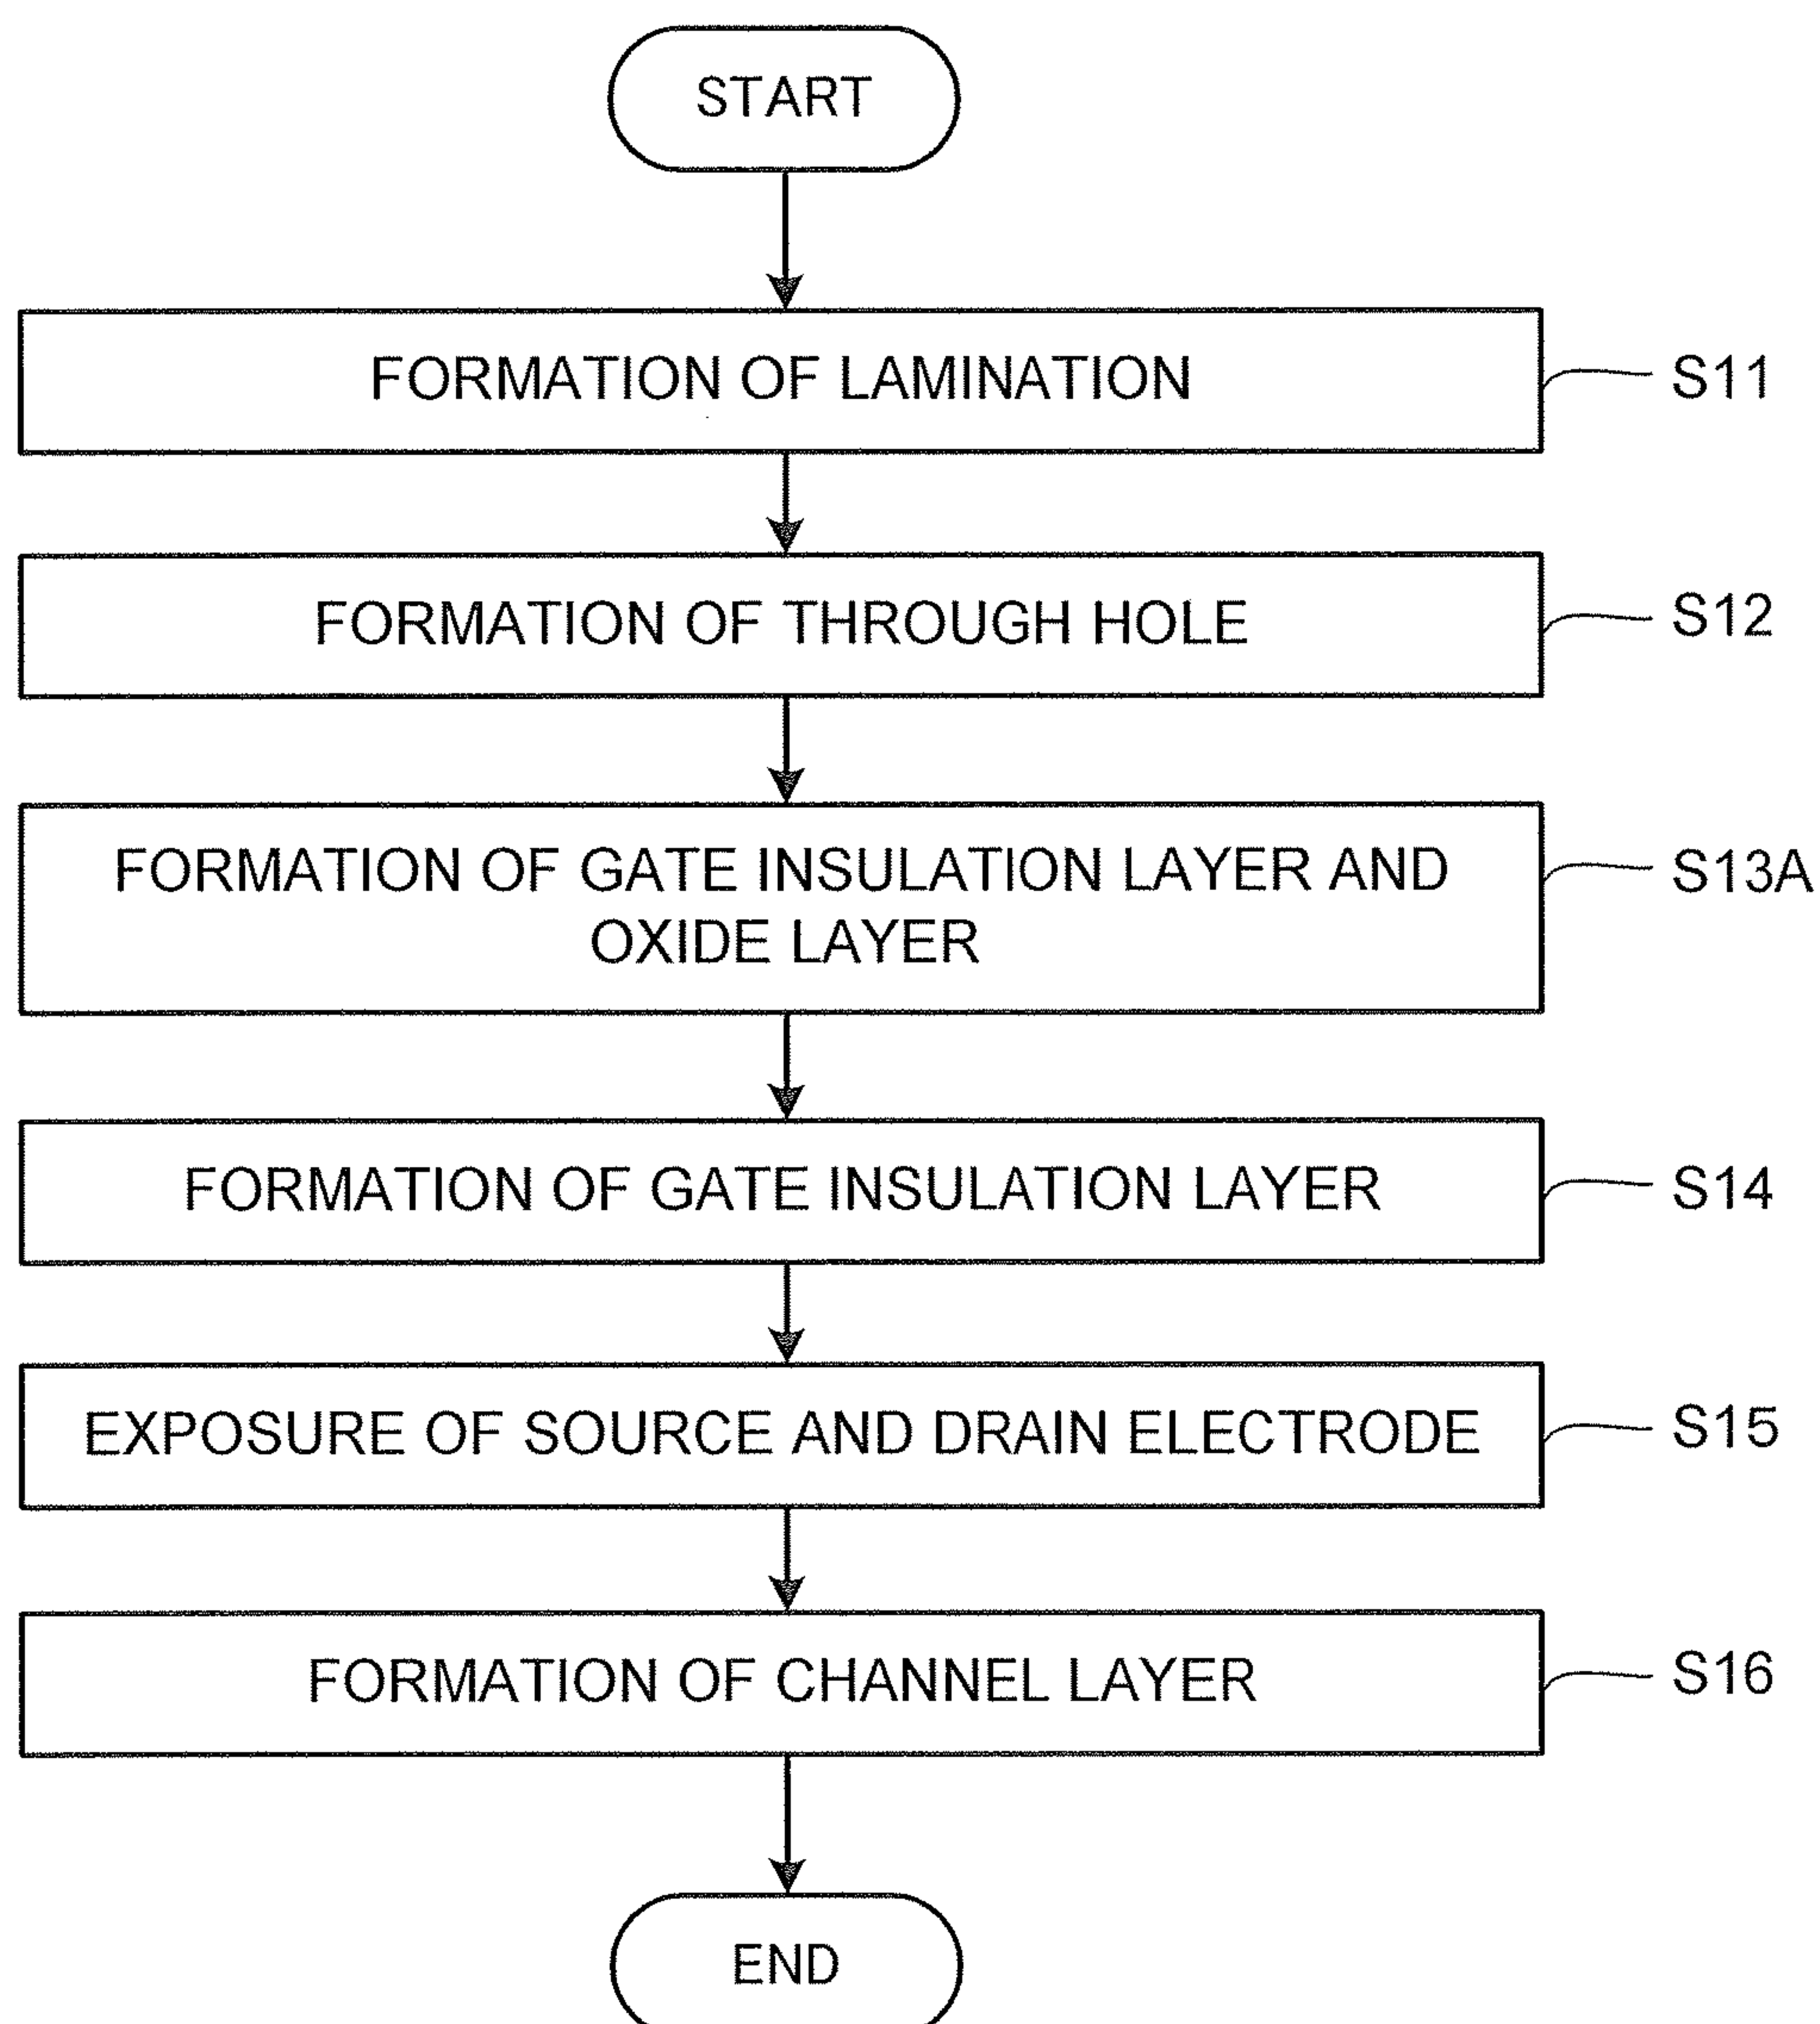 START
FORMATION OF LAMINATION
S11
FORMATION OF THROUGH HOLE
S12
FORMATION OF GATE INSULATION LAYER AND
OXIDE LAYER
S13A
FORMATION OF GATE INSULATION LAYER
S14
EXPOSURE OF SOURCE AND DRAIN ELECTRODE
S15
FORMATION OF CHANNEL LAYER
S16
END